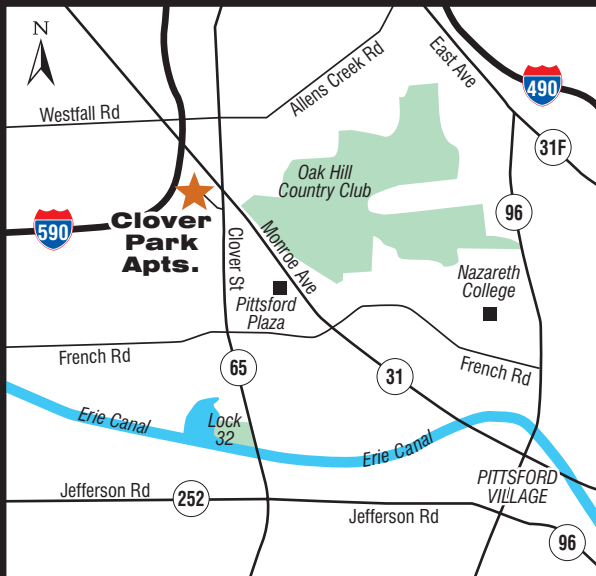 N
East Ave
Allens Creek Rd
490
Westfall Rd
31F
Oak Hill
Country Club
96
590
Clover
Park
Apts.
Clover St
Monroe Ave
Nazareth
College
Pittsford
Plaza
French Rd
65
31
French Rd
Erie Canal
Lock
32
Erie Canal
PITTSFORD
VILLAGE
Jefferson Rd
252
Jefferson Rd
96